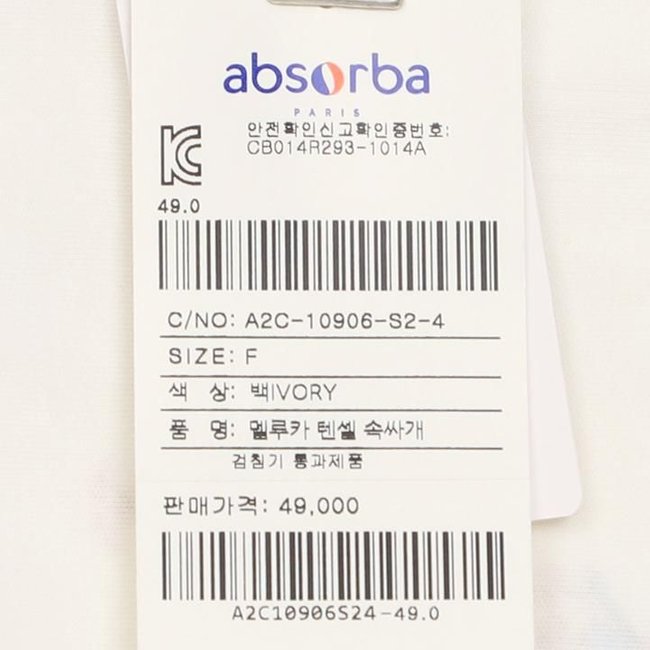 absorba
PARIS
안전확인신고확인증번호:
CB014R293-1014A
49.0
C/NO: A2C-10906-S2-4
SIZE: F
색 상: 백IVORY
품 명: 멜루카 텐셀 속싸개
검침기 통과제품
판매가격: 49,000
A2C10906S24-49.0